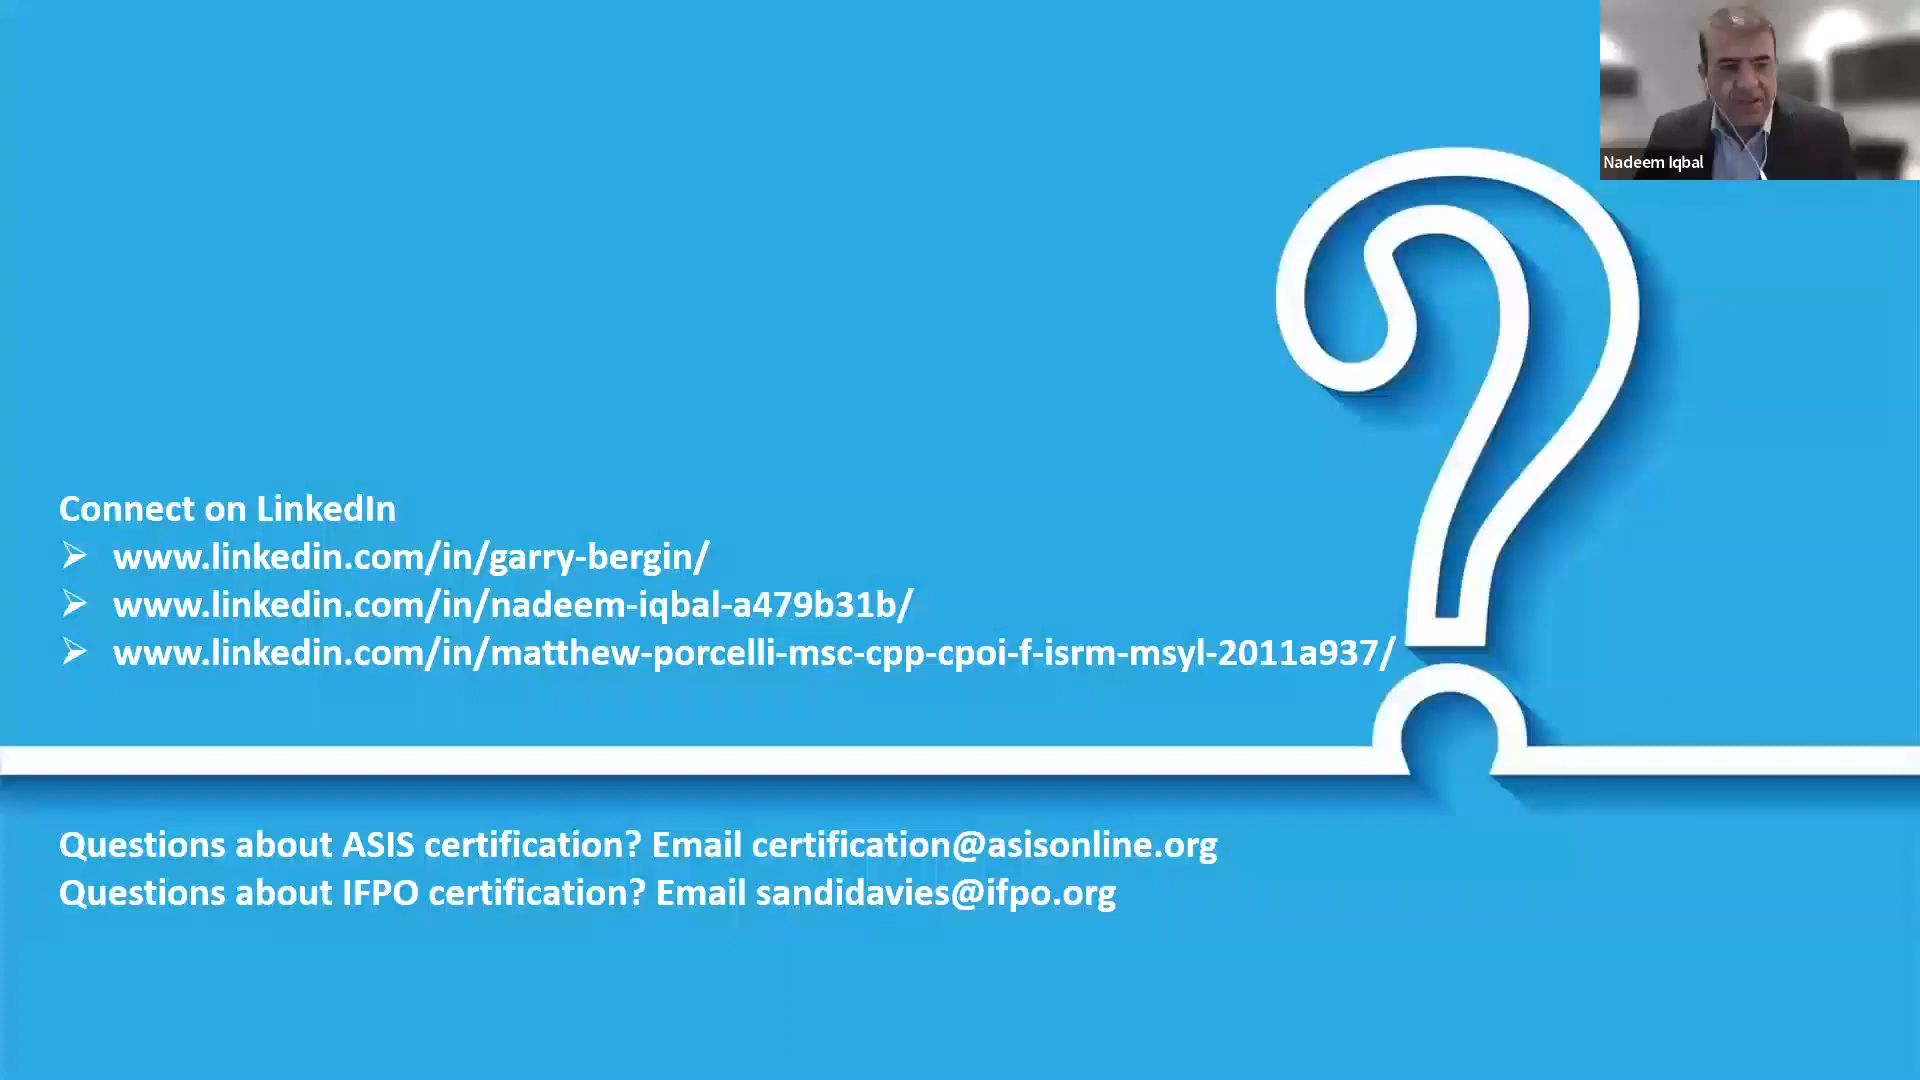 Nadeem Iqbal
Connect on LinkedIn
www.linkedin.com/in/garry-bergin/
www.linkedin.com/in/nadeem-iqbal-a479b31b/
www.linkedin.com/in/matthew-porcelli-msc-cpp-cpoi-f-isrm-msyl-2011a937/
Questions about ASIS certification? Email certification@asisonline.org
Questions about IFPO certification? Email sandidavies@ifpo.org